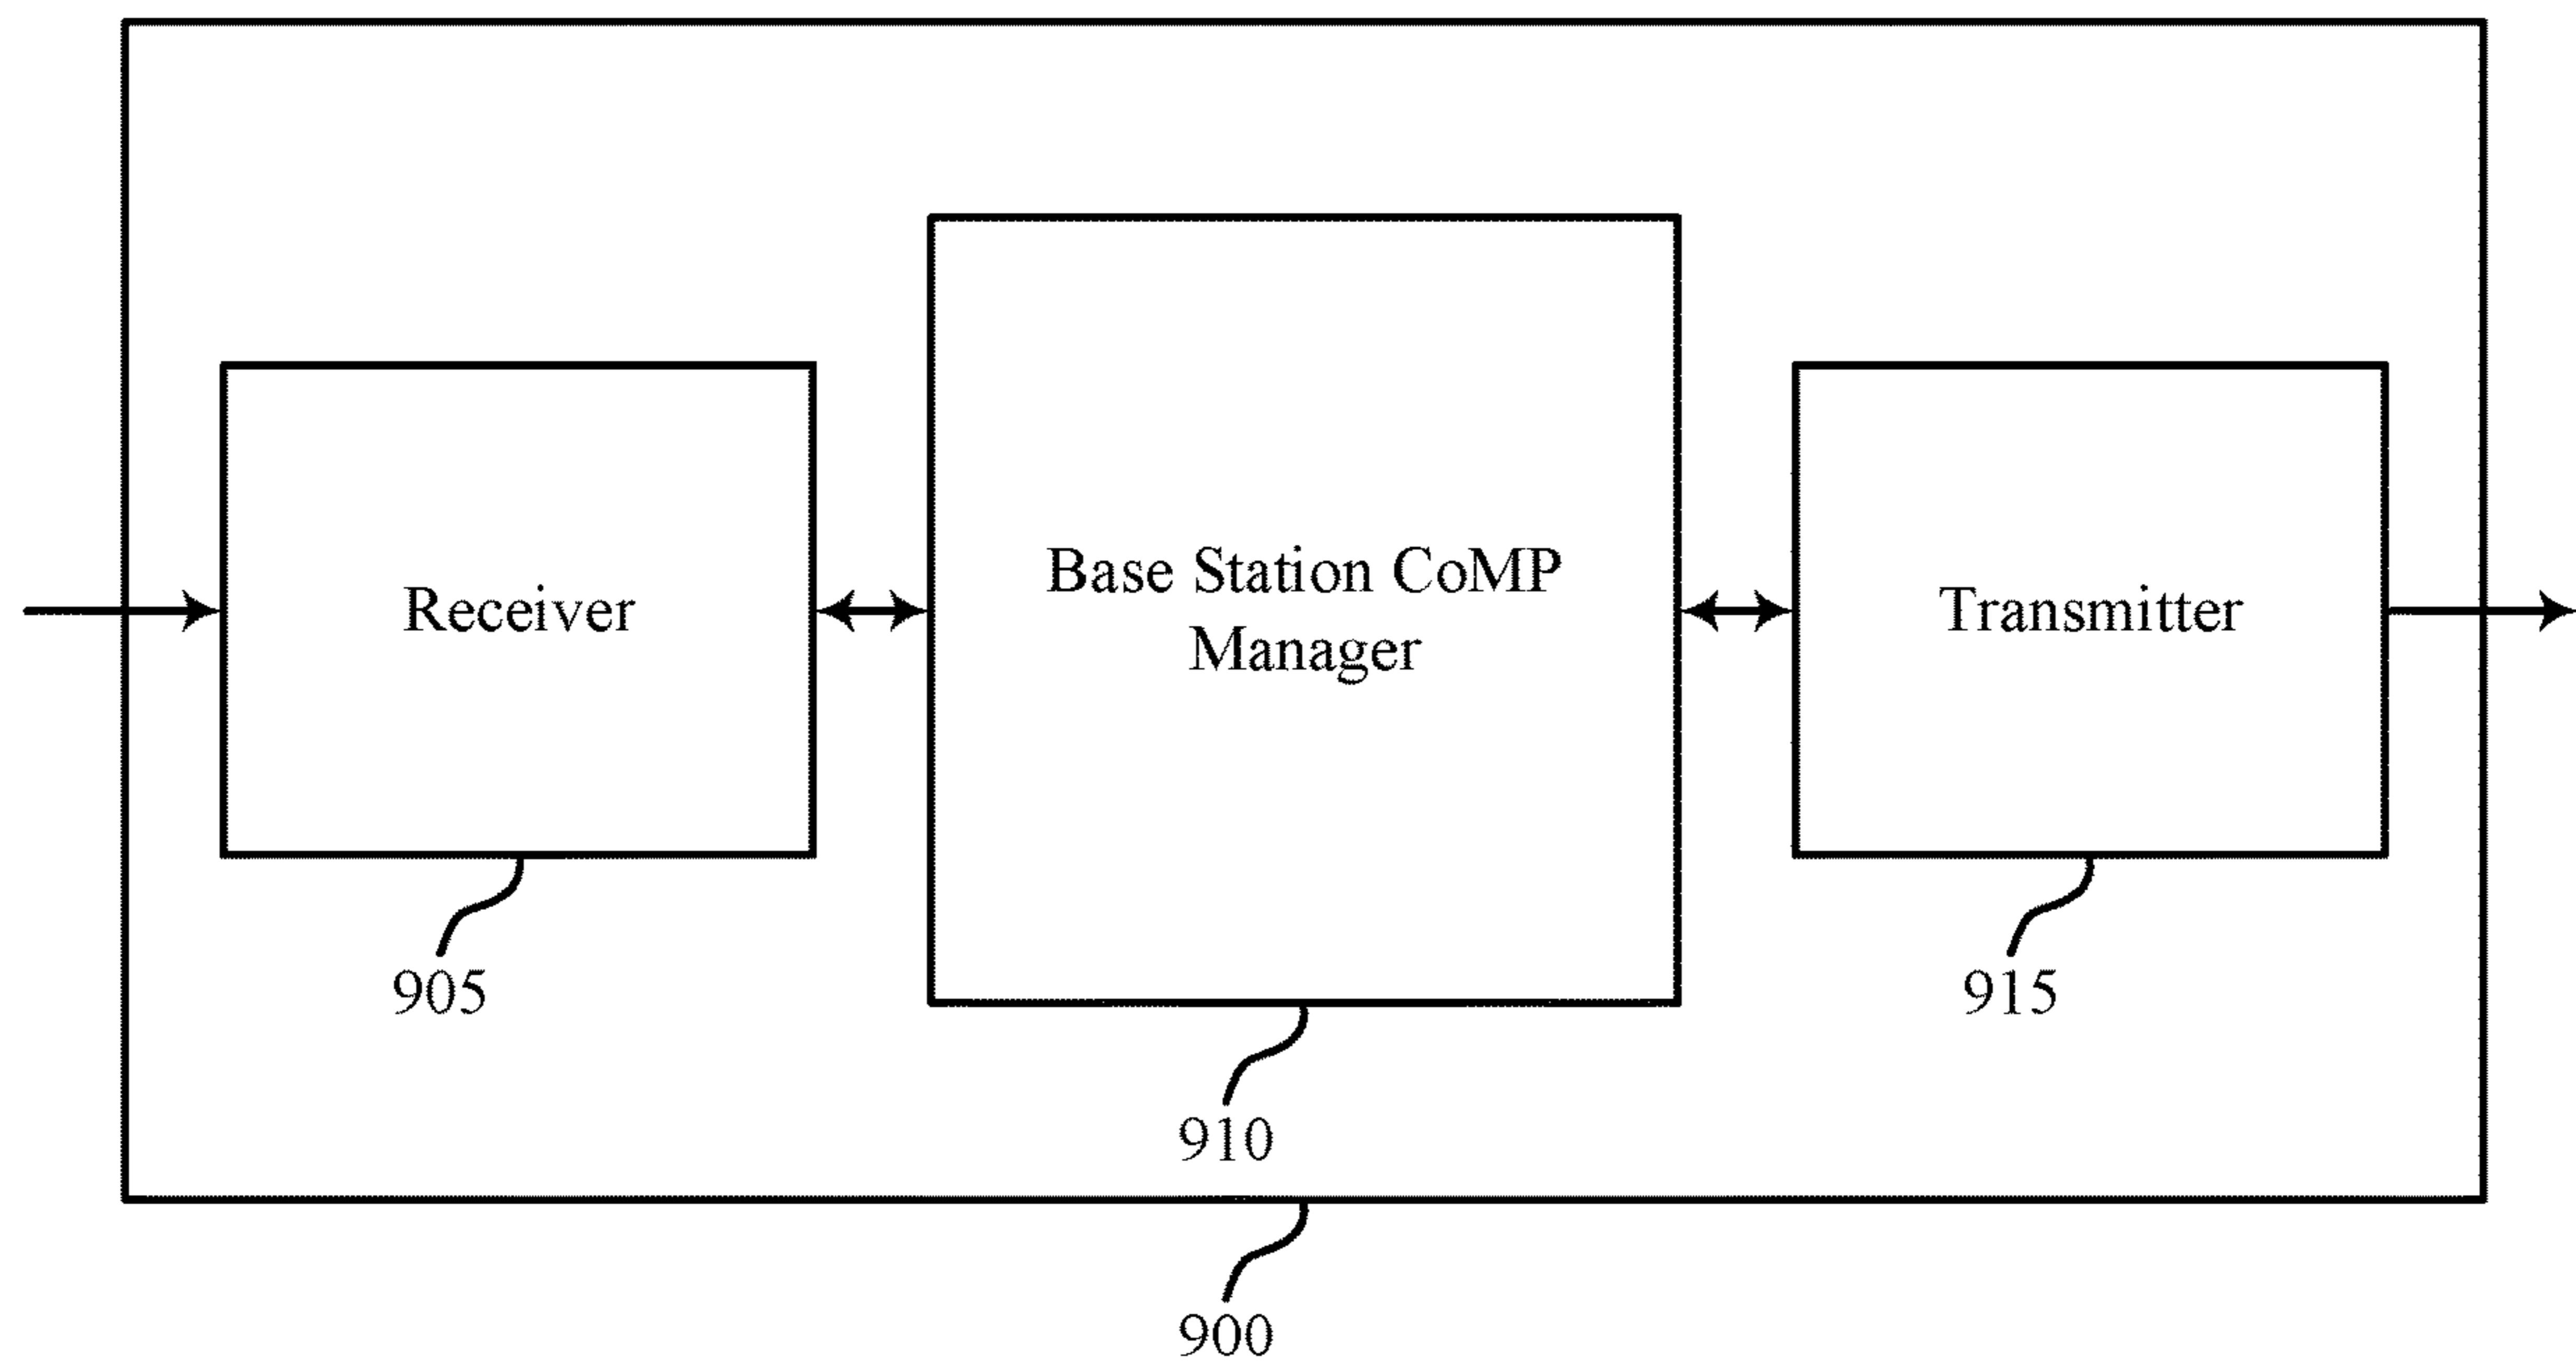 Receiver
Base Station CoMP
Manager
Transmitter
905
915
910
900